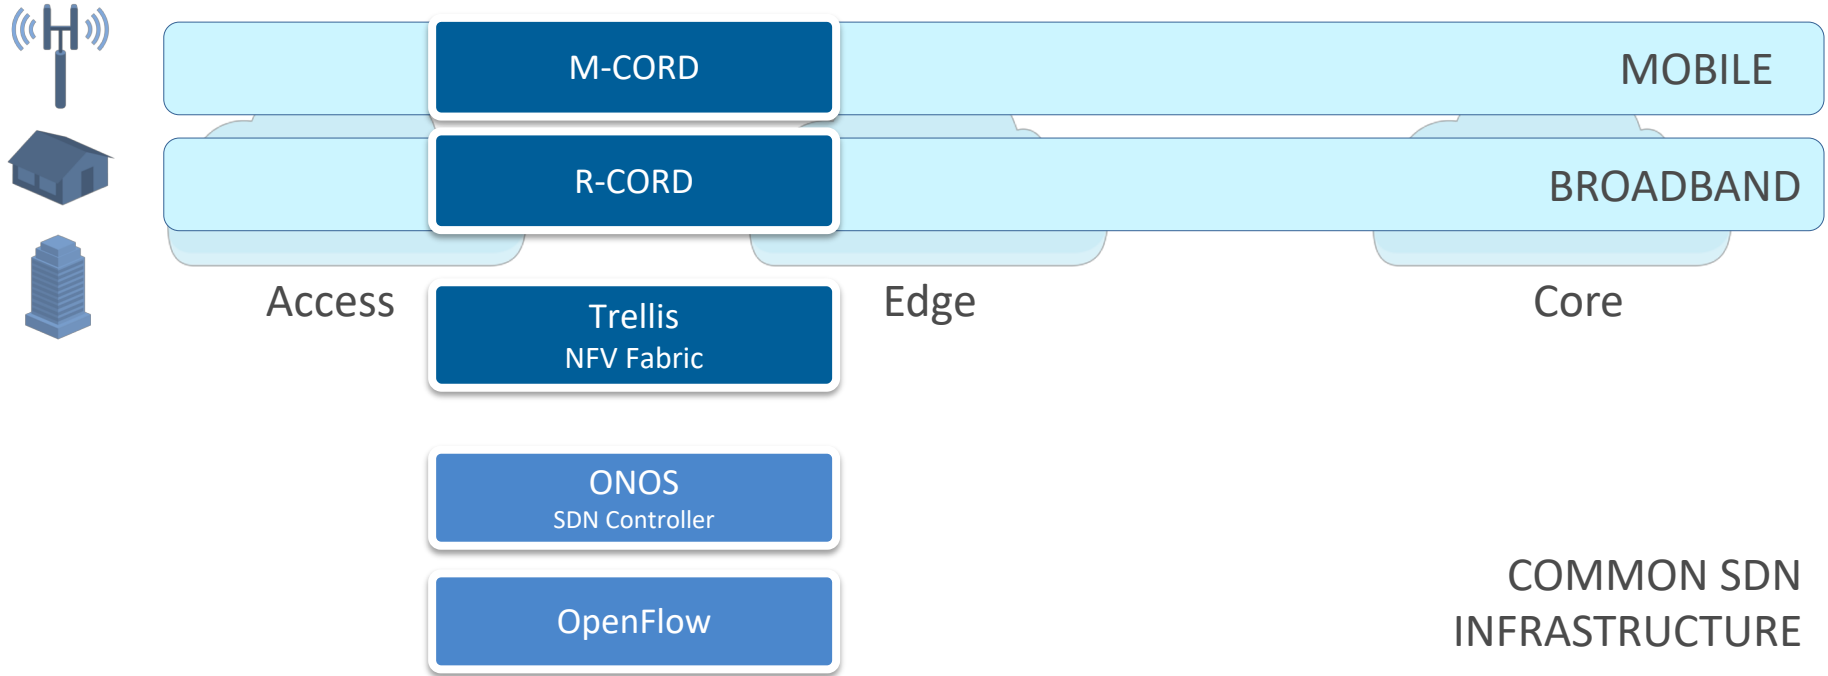 M-CORD
MOBILE
R-CORD
BROADBAND
Access
Edge
Core
Trellis
NFV Fabric
ONOS
SDN Controller
OpenFlow
COMMON SDN
INFRASTRUCTURE